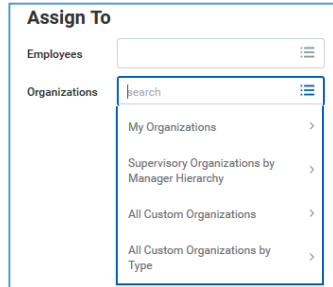 Assign To
Employees
Organizations
search
My Organizations
Supervisory Organizations by
Manager Hierarchy
All Custom Organizations
All Custom Organizations by
Type